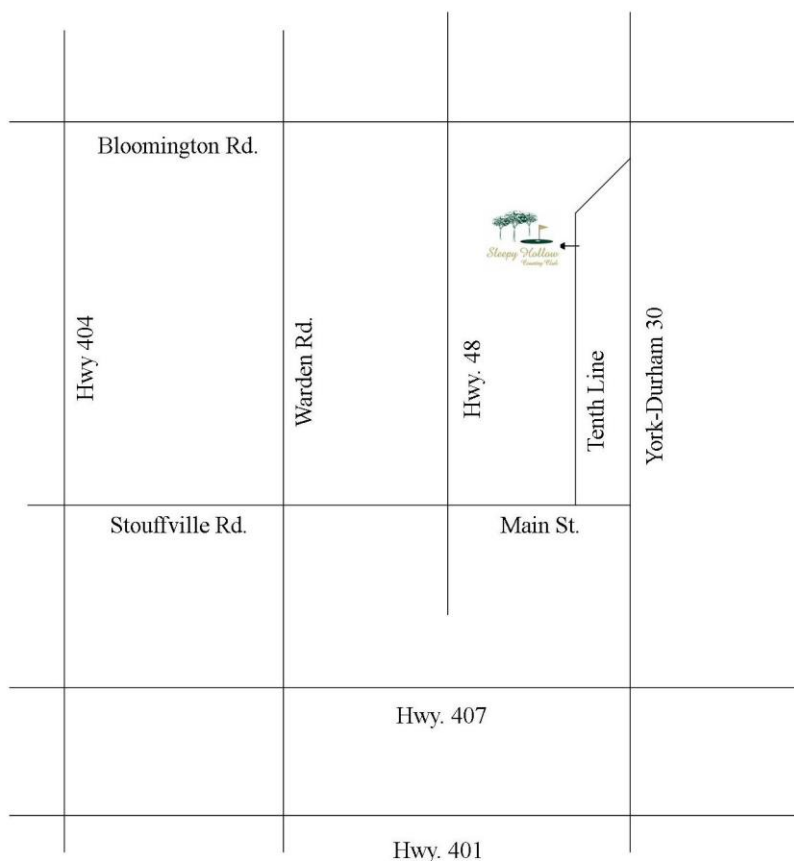 Bloomington Rd.
Sleepy Hollow
Country Club
Hwy 404
Warden Rd.
Hwy. 48
Tenth Line
York-Durham 30
Stouffville Rd.
Main St.
Hwy. 407
Hwy. 401